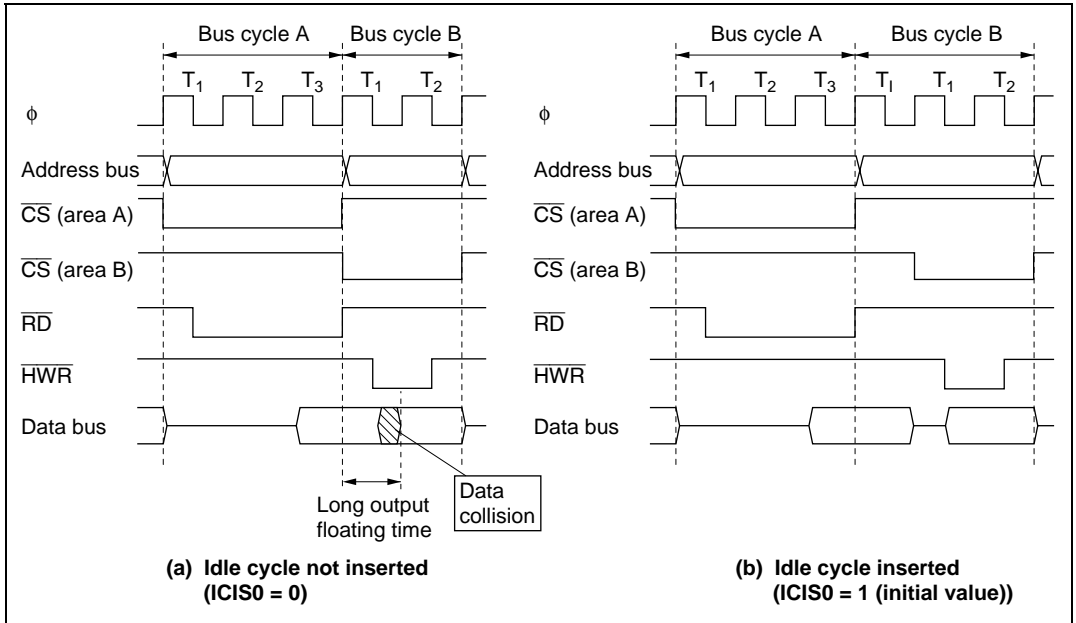 Bus cycle A
Bus cycle B
T1 T2 T3 T1 T2
φ
Address bus
CS (area A)
CS (area B)
RD
HWR
Data bus
Long output
floating time
Data
collision
(a) Idle cycle not inserted
(ICIS0 = 0)
Bus cycle A
Bus cycle B
T1 T2 T3 TI T1 T2
φ
Address bus
CS (area A)
CS (area B)
RD
HWR
Data bus
(b) Idle cycle inserted
(ICIS0 = 1 (initial value))